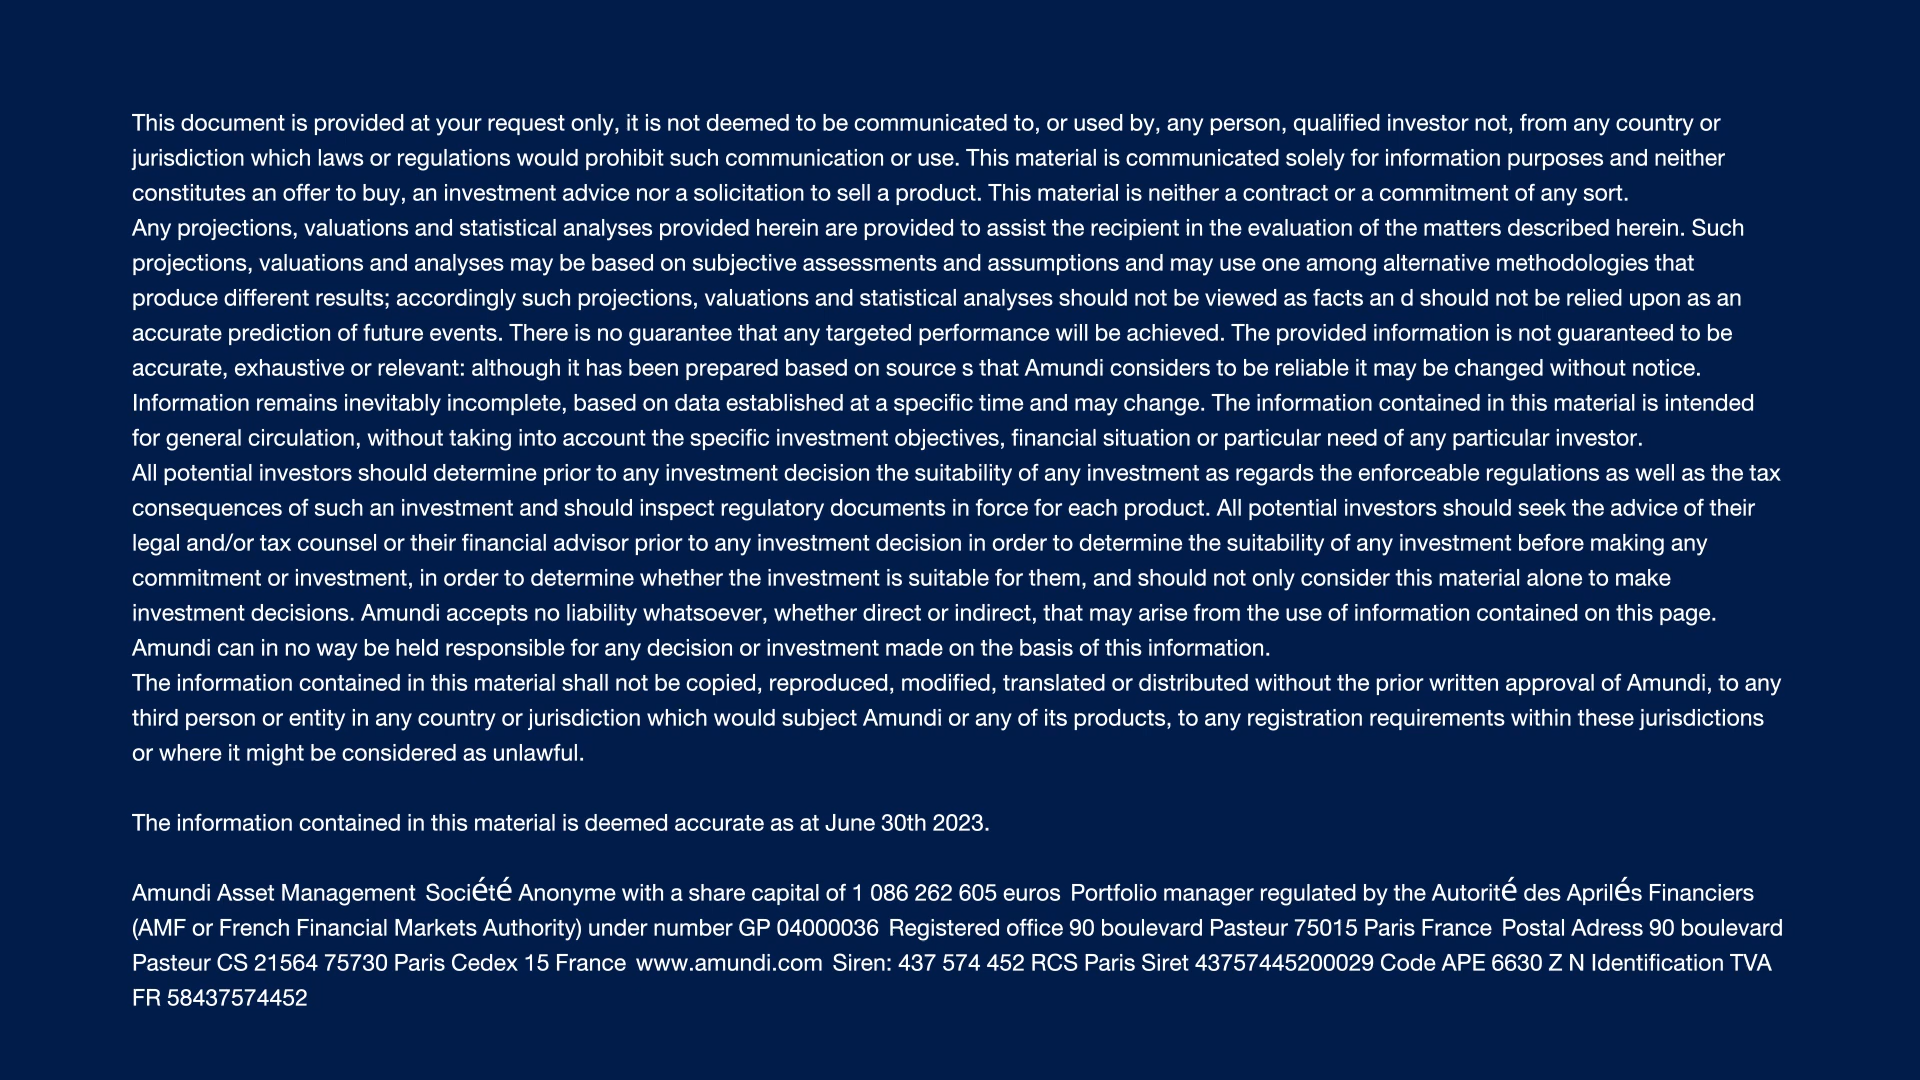 This document is provided at your request only, it is not deemed to be communicated to, or used by, any person, qualified investor not, from any country or
jurisdiction which laws or regulations would prohibit such communication or use. This material is communicated solely for information purposes and neither
constitutes an offer to buy, an investment advice nor a solicitation to sell a product. This material is neither a contract or a commitment of any sort.
Any projections, valuations and statistical analyses provided herein are provided to assist the recipient in the evaluation of the matters described herein. Such
projections, valuations and analyses may be based on subjective assessments and assumptions and may use one among alternative methodologies that
produce different results; accordingly such projections, valuations and statistical analyses should not be viewed as facts an d should not be relied upon as an
accurate prediction of future events. There is no guarantee that any targeted performance will be achieved. The provided information is not guaranteed to be
accurate, exhaustive or relevant: although it has been prepared based on source s that Amundi considers to be reliable it may be changed without notice.
Information remains inevitably incomplete, based on data established at a specific time and may change. The information contained in this material is intended
for general circulation, without taking into account the specific investment objectives, financial situation or particular need of any particular investor.
All potential investors should determine prior to any investment decision the suitability of any investment as regards the enforceable regulations as well as the tax
consequences of such an investment and should inspect regulatory documents in force for each product. All potential investors should seek the advice of their
legal and/or tax counsel or their financial advisor prior to any investment decision in order to determine the suitability of any investment before making any
commitment or investment, in order to determine whether the investment is suitable for them, and should not only consider this material alone to make
investment decisions. Amundi accepts no liability whatsoever, whether direct or indirect, that may arise from the use of information contained on this page.
Amundi can in no way be held responsible for any decision or investment made on the basis of this information.
The information contained in this material shall not be copied, reproduced, modified, translated or distributed without the prior written approval of Amundi, to any
third person or entity in any country or jurisdiction which would subject Amundi or any of its products, to any registration requirements within these jurisdictions
or where it might be considered as unlawful.
The information contained in this material is deemed accurate as at June 30th 2023.
Amundi Asset Management Société Anonyme with a share capital of 1 086 262 605 euros Portfolio manager regulated by the Autorité des Aprilés Financiers
(AMF or French Financial Markets Authority) under number GP 04000036 Registered office 90 boulevard Pasteur 75015 Paris France Postal Adress 90 boulevard
Pasteur CS 21564 75730 Paris Cedex 15 France www.amundi.com Siren: 437 574 452 RCS Paris Siret 43757445200029 Code APE 6630 Z N Identification TVA
FR 58437574452